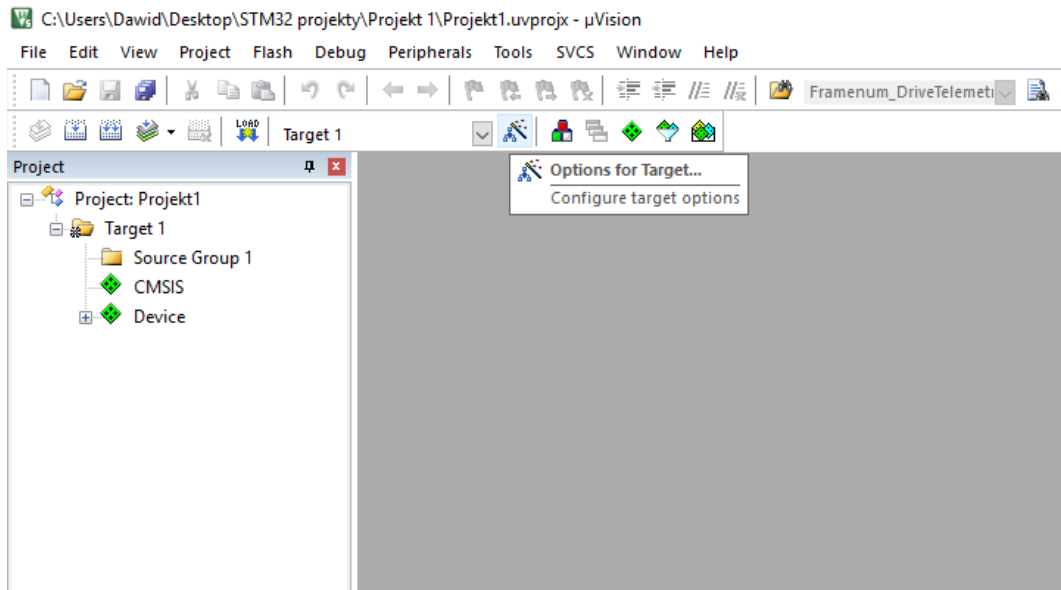 C:\Users\Dawid\Desktop\STM32 projekty\Projekt 1\Projekt1.uvprojx - µVision
File Edit View Project Flash Debug Peripherals Tools SVCS Window Help
Framenum_DriveTelemet
LOAD Target 1
Project
Options for Target...
Project: Projekt1
Configure target options
Target 1
Source Group 1
CMSIS
Device